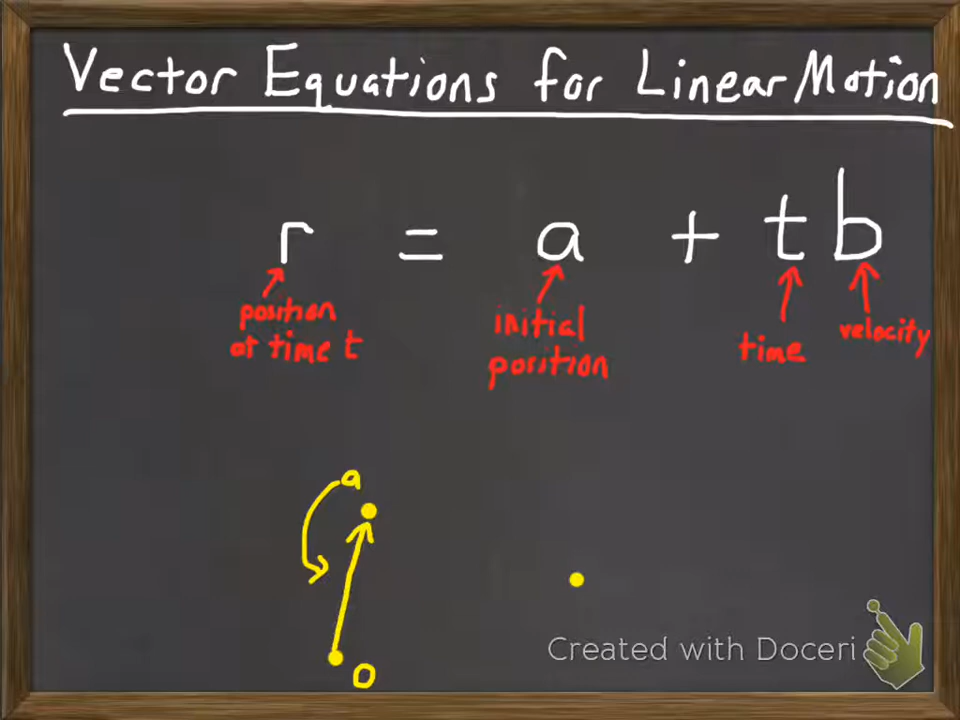 Vector Equations for Linear Motion
r = a + t b
position at time t
initial position
time
velocity
a
O
Created with Doceri